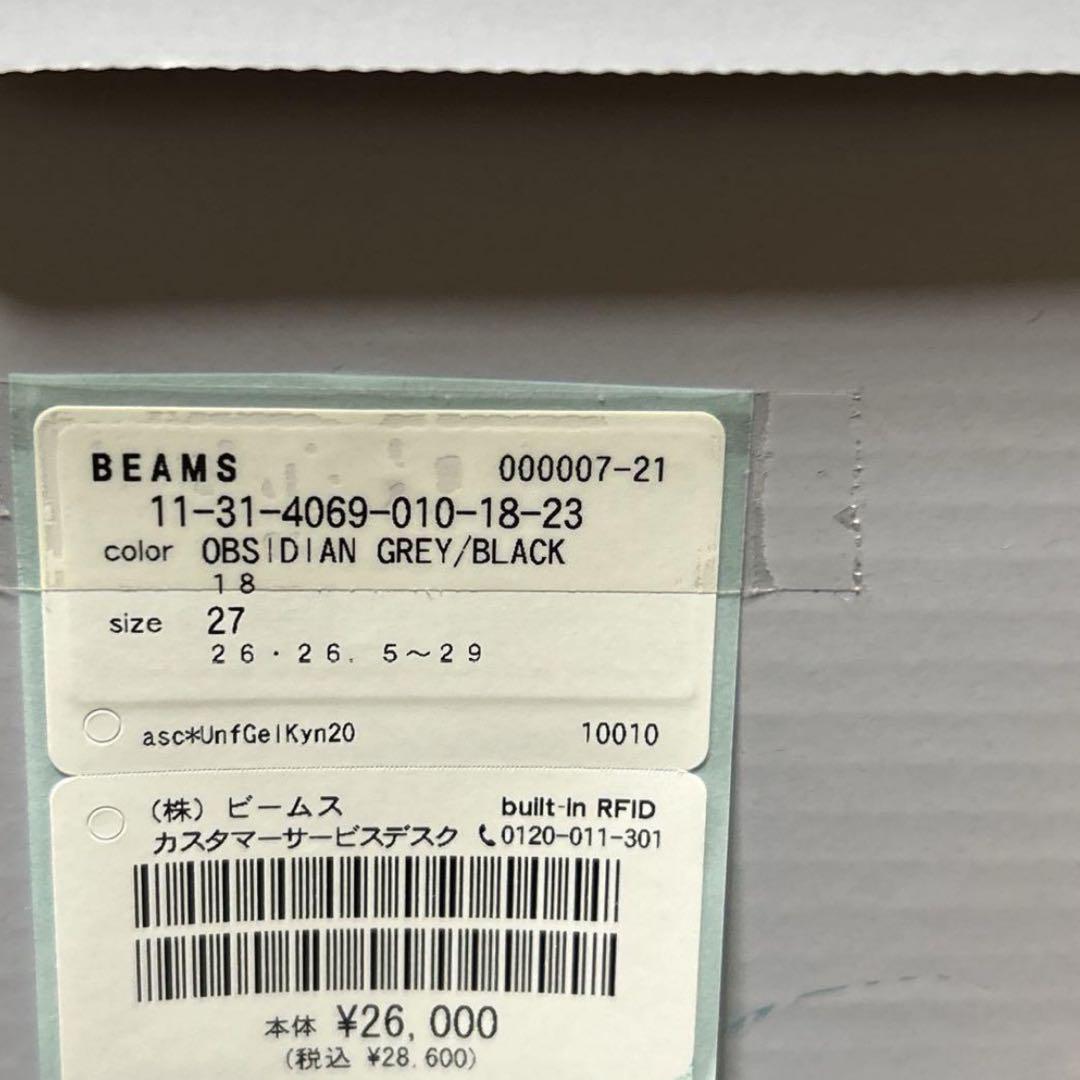 BEAMS 000007-21
11-31-4069-010-18-23
color OBSIDIAN GREY/BLACK
18
size 27
26・26.5～29
asc*UnfGelKyn20 10010
(株) ビームス built-in RFID
カスタマーサービスデスク 0120-011-301
本体 ¥26,000
(税込 ¥28,600)